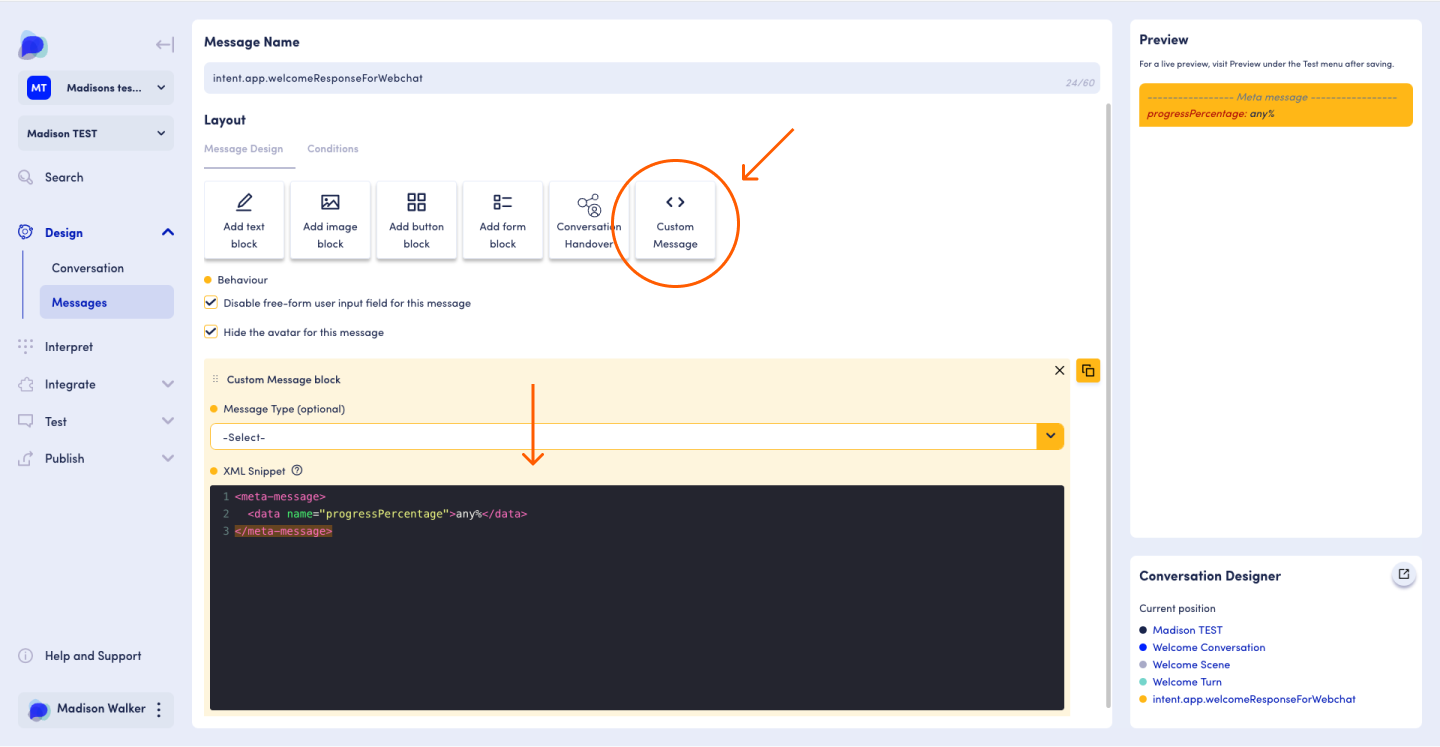 MT
Madisons tes...
Madison TEST
Search
Design
Conversation
Messages
Interpret
Integrate
Test
Publish
Help and Support
Madison Walker
Message Name
intent.app.welcomeResponseForWebchat
24/60
Layout
Message Design
Conditions
Add text
block
Add image
block
Add button
block
Add form
block
Conversation
Handover
Custom
Message
Behaviour
Disable free-form user input field for this message
Hide the avatar for this message
Custom Message block
Message Type (optional)
-Select-
XML Snippet
1 <meta-message>
2 <data name="progressPercentage">any%</data>
3 </meta-message>
Preview
For a live preview, visit Preview under the Test menu after saving.
----------------- Meta message -----------------
progressPercentage: any%
Conversation Designer
Current position
Madison TEST
Welcome Conversation
Welcome Scene
Welcome Turn
intent.app.welcomeResponseForWebchat